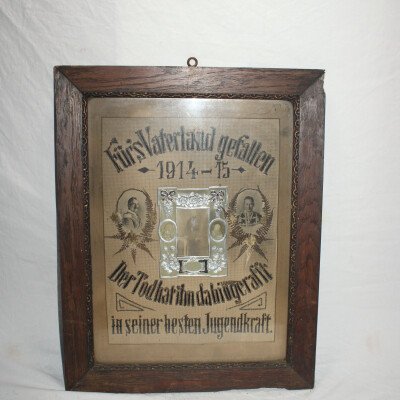 Für's Vaterland gefallen
1914-15
Der Tod hat ihn dahingerafft
in seiner besten Jugendkraft.